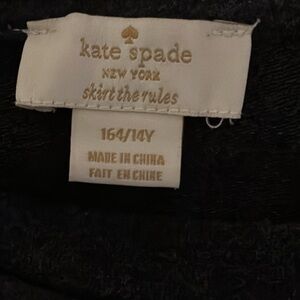 kate spade
NEW YORK
skirt the rules
164/14Y
MADE IN CHINA
FAIT EN CHINE